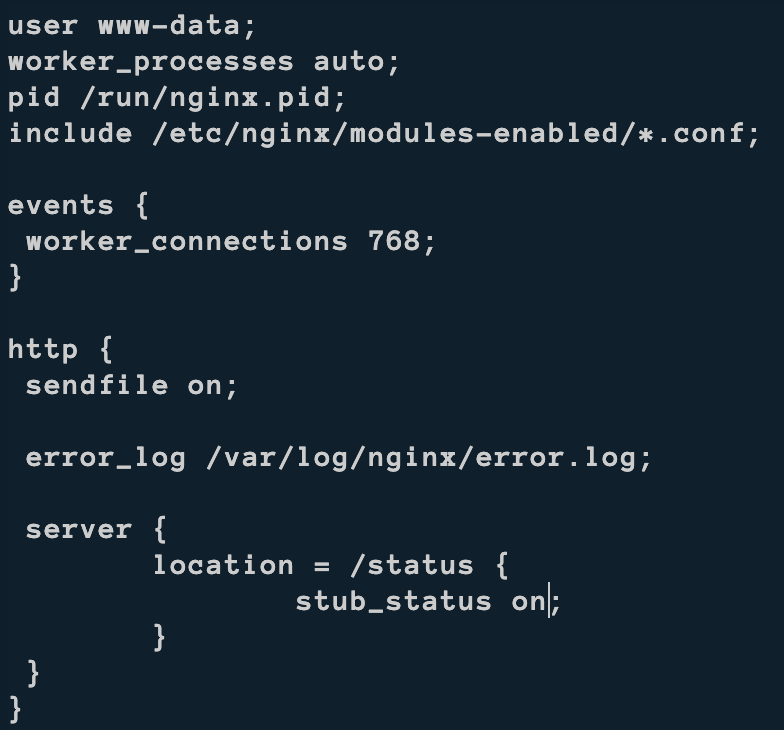 user www-data;
worker_processes auto;
pid /run/nginx.pid;
include /etc/nginx/modules-enabled/*.conf;
events {
worker_connections 768;
}
http {
sendfile on;
error_log /var/log/nginx/error.log;
server {
location = /status {
stub_status on;
}
}
}